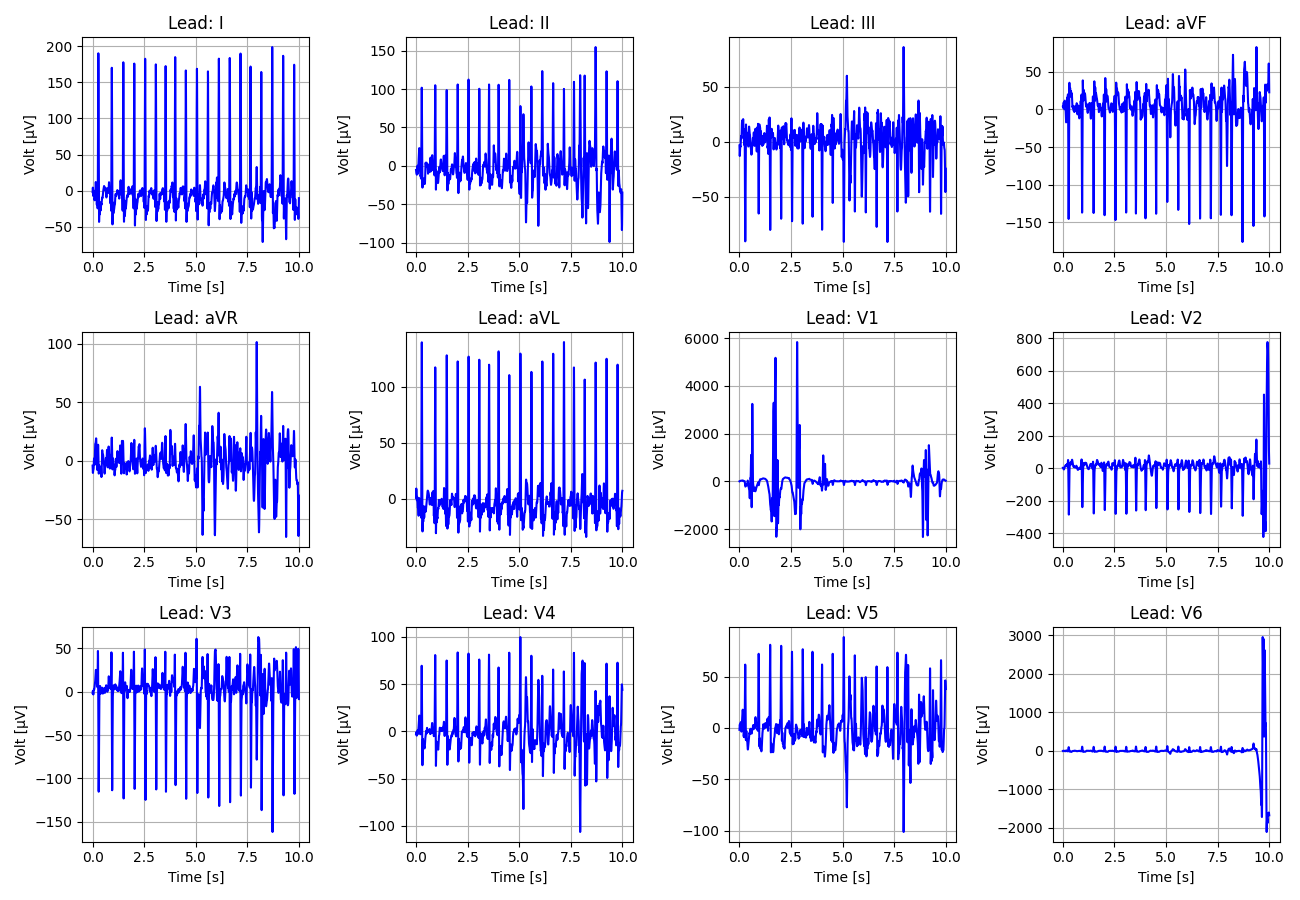 Lead: I
Volt [µV]
200
150
100
50
0
−50
0.0 2.5 5.0 7.5 10.0
Time [s]
Lead: II
Volt [µV]
150
100
50
0
−50
−100
0.0 2.5 5.0 7.5 10.0
Time [s]
Lead: III
Volt [µV]
50
0
−50
0.0 2.5 5.0 7.5 10.0
Time [s]
Lead: aVF
Volt [µV]
50
0
−50
−100
−150
0.0 2.5 5.0 7.5 10.0
Time [s]
Lead: aVR
Volt [µV]
100
50
0
−50
0.0 2.5 5.0 7.5 10.0
Time [s]
Lead: aVL
Volt [µV]
100
50
0
0.0 2.5 5.0 7.5 10.0
Time [s]
Lead: V1
Volt [µV]
6000
4000
2000
0
−2000
0.0 2.5 5.0 7.5 10.0
Time [s]
Lead: V2
Volt [µV]
800
600
400
200
0
−200
−400
0.0 2.5 5.0 7.5 10.0
Time [s]
Lead: V3
Volt [µV]
50
0
−50
−100
−150
0.0 2.5 5.0 7.5 10.0
Time [s]
Lead: V4
Volt [µV]
100
50
0
−50
−100
0.0 2.5 5.0 7.5 10.0
Time [s]
Lead: V5
Volt [µV]
50
0
−50
−100
0.0 2.5 5.0 7.5 10.0
Time [s]
Lead: V6
Volt [µV]
3000
2000
1000
0
−1000
−2000
0.0 2.5 5.0 7.5 10.0
Time [s]